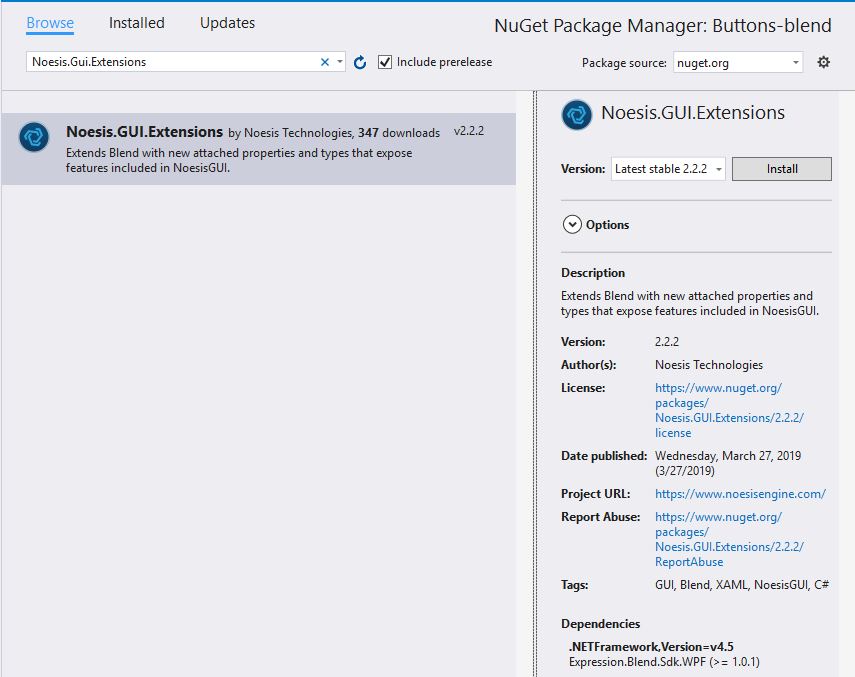 Browse Installed Updates NuGet Package Manager: Buttons-blend
Noesis.Gui.Extensions Include prerelease Package source: nuget.org
Noesis.GUI.Extensions by Noesis Technologies, 347 downloads v2.2.2
Extends Blend with new attached properties and types that expose
features included in NoesisGUI.
Noesis.GUI.Extensions
Version: Latest stable 2.2.2 Install
Options
Description
Extends Blend with new attached properties and
types that expose features included in NoesisGUI.
Version: 2.2.2
Author(s): Noesis Technologies
License: https://www.nuget.org/
packages/
Noesis.GUI.Extensions/2.2.2/
license
Date published: Wednesday, March 27, 2019
(3/27/2019)
Project URL: https://www.noesisengine.com/
Report Abuse: https://www.nuget.org/
packages/
Noesis.GUI.Extensions/2.2.2/
ReportAbuse
Tags: GUI, Blend, XAML, NoesisGUI, C#
Dependencies
.NETFramework,Version=v4.5
Expression.Blend.Sdk.WPF (>= 1.0.1)